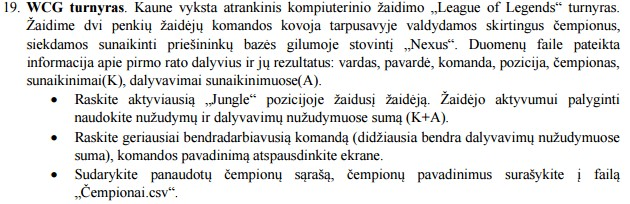 19. WCG turnyras. Kaune vyksta atrankinis kompiuterinio žaidimo „League of Legends“ turnyras.
Žaidime dvi penkių žaidėjų komandos kovoja tarpusavyje valdydamos skirtingus čempionus,
siekdamos sunaikinti priešininkų bazės gilumoje stovintį „Nexus“. Duomenų faile pateikta
informacija apie pirmo rato dalyvius ir jų rezultatus: vardas, pavardė, komanda, pozicija, čempionas,
sunaikinimai(K), dalyvavimai sunaikinimuose(A).
• Raskite aktyviausią „Jungle“ pozicijoje žaidusį žaidėją. Žaidėjo aktyvumui palyginti
naudokite nužudymų ir dalyvavimų nužudymuose sumą (K+A).
• Raskite geriausiai bendradarbiavusią komandą (didžiausia bendra dalyvavimų nužudymuose
suma), komandos pavadinimą atspausdinkite ekrane.
• Sudarykite panaudotų čempionų sąrašą, čempionų pavadinimus surašykite į failą
„Čempionai.csv“.